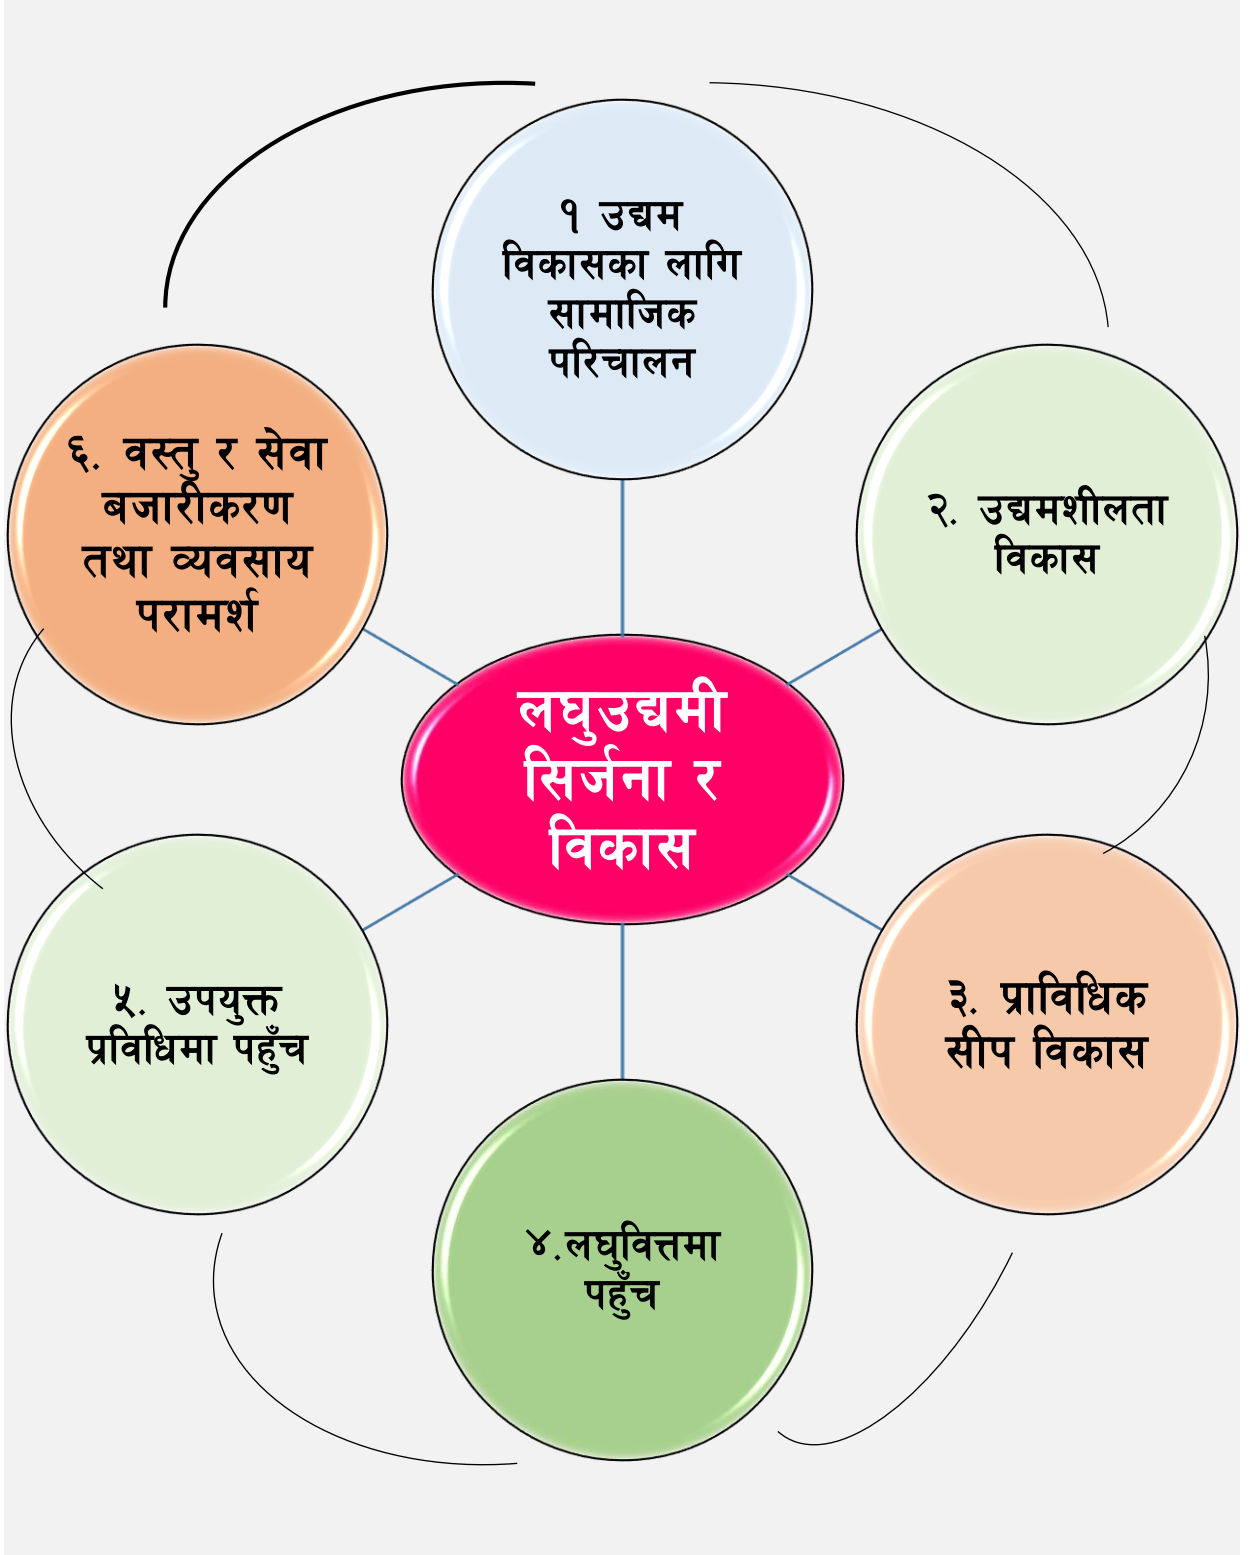 १ उद्यम
विकासका लागि
सामाजिक
परिचालन
२. उद्यमशीलता
विकास
३. प्राविधिक
सीप विकास
४.लघुवित्तमा
पहुँच
५. उपयुक्त
प्रविधिमा पहुँच
६. वस्तु र सेवा
बजारीकरण
तथा व्यवसाय
परामर्श
लघुउद्यमी
सिर्जना र
विकास